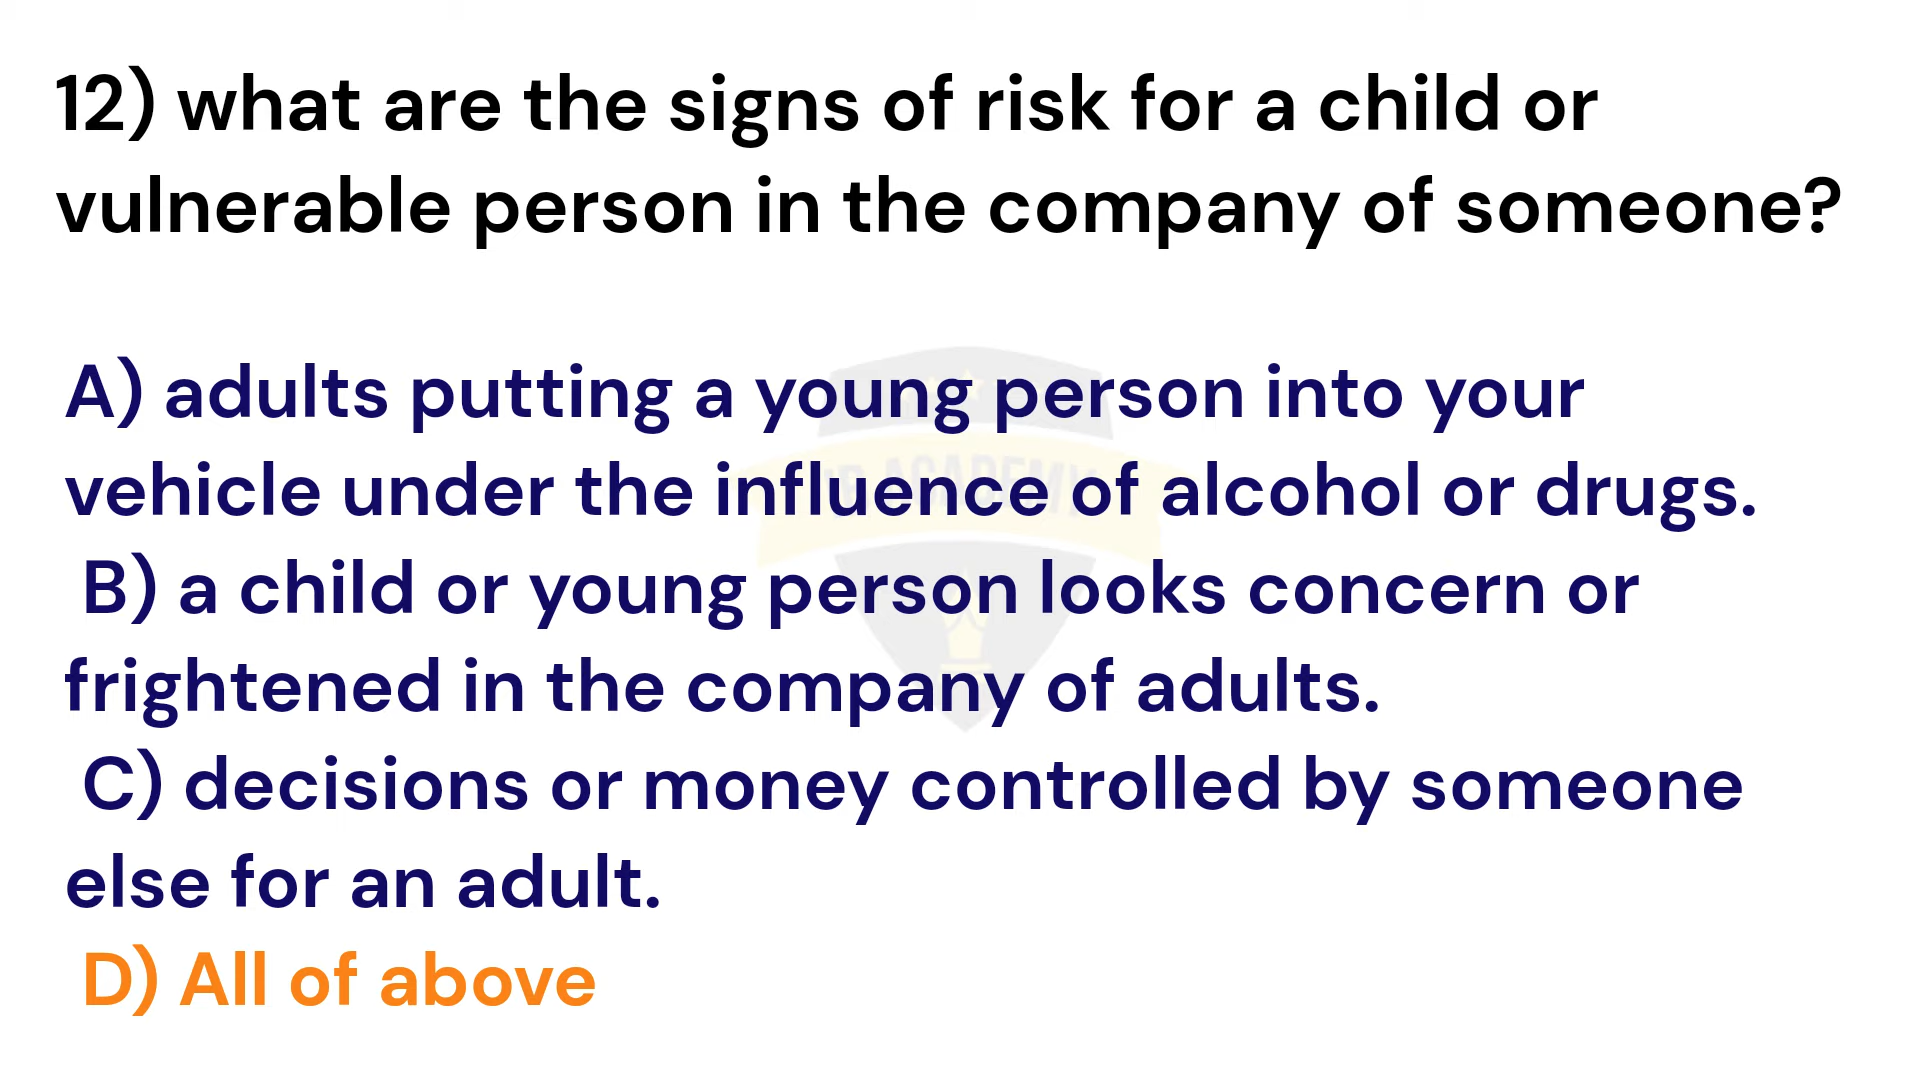 12) what are the signs of risk for a child or
vulnerable person in the company of someone?
A) adults putting a young person into your
vehicle under the influence of alcohol or drugs.
B) a child or young person looks concern or
frightened in the company of adults.
C) decisions or money controlled by someone
else for an adult.
D) All of above